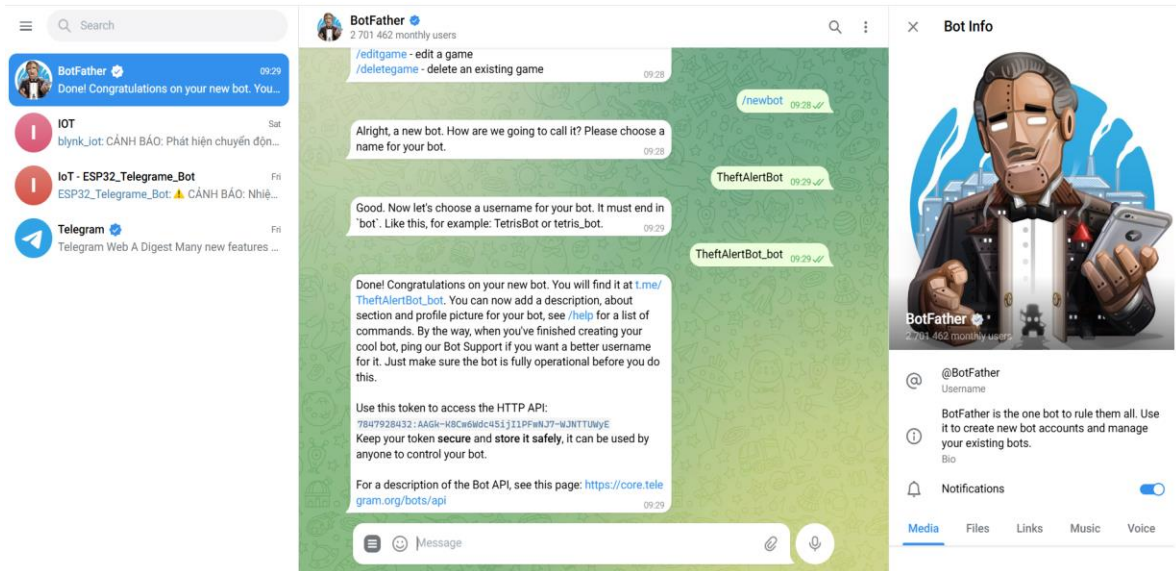 Search
BotFather
09:29
Done! Congratulations on your new bot. You...
I
IOT
Sat
blynk_iot: CẢNH BÁO: Phát hiện chuyển độn...
I
IoT - ESP32_Telegrame_Bot
Fri
ESP32_Telegrame_Bot: ⚠️ CẢNH BÁO: Nhiệ...
Telegram
Fri
Telegram Web A Digest Many new features ...
BotFather
2 701 462 monthly users
/editgame - edit a game
/deletegame - delete an existing game
09:28
/newbot 09:28
Alright, a new bot. How are we going to call it? Please choose a
name for your bot.
09:28
TheftAlertBot 09:29
Good. Now let's choose a username for your bot. It must end in
`bot`. Like this, for example: TetrisBot or tetris_bot.
09:29
TheftAlertBot_bot 09:29
Done! Congratulations on your new bot. You will find it at t.me/
TheftAlertBot_bot. You can now add a description, about
section and profile picture for your bot, see /help for a list of
commands. By the way, when you've finished creating your
cool bot, ping our Bot Support if you want a better username
for it. Just make sure the bot is fully operational before you do
this.
Use this token to access the HTTP API:
Keep your token secure and store it safely, it can be used by
anyone to control your bot.
For a description of the Bot API, see this page: https://core.tele
gram.org/bots/api
09:29
Message
Bot Info
BotFather
2 701 462 monthly users
@BotFather
Username
BotFather is the one bot to rule them all. Use
it to create new bot accounts and manage
your existing bots.
Bio
Notifications
Media Files Links Music Voice